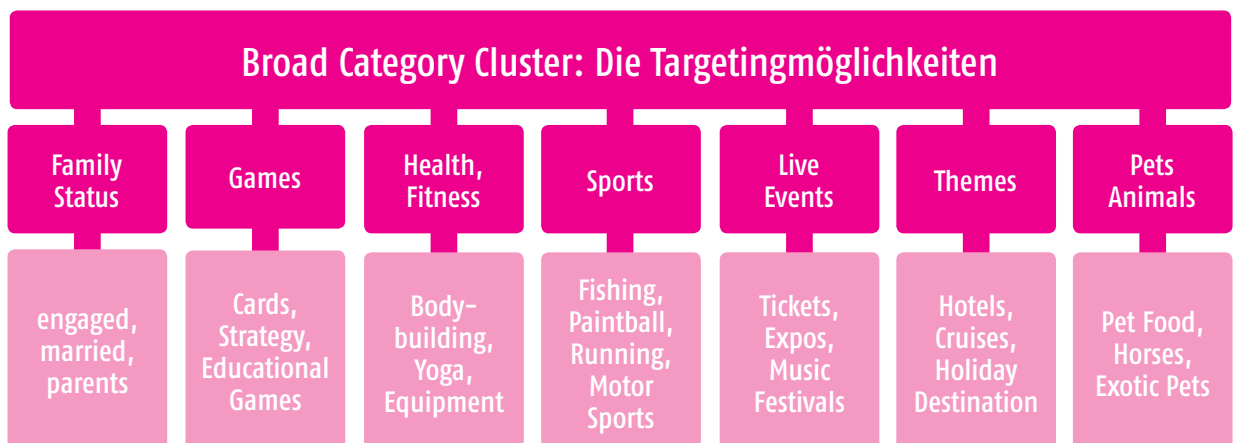 Broad Category Cluster: Die Targetingmöglichkeiten
Family
Status
Games
Health,
Fitness
Sports
Live
Events
Themes
Pets
Animals
engaged,
married,
parents
Cards,
Strategy,
Educational
Games
Body-
building,
Yoga,
Equipment
Fishing,
Paintball,
Running,
Motor
Sports
Tickets,
Expos,
Music
Festivals
Hotels,
Cruises,
Holiday
Destination
Pet Food,
Horses,
Exotic Pets